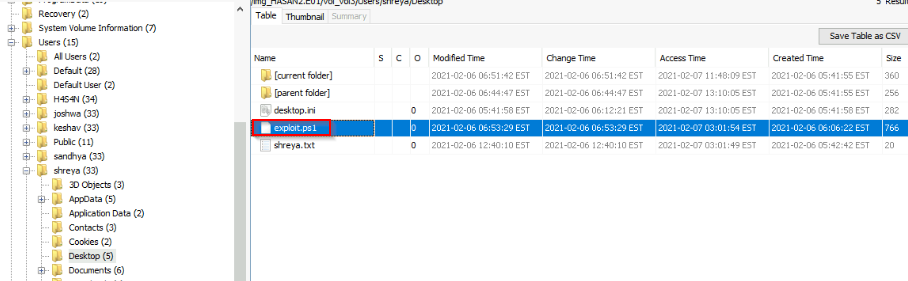 /img_HASAN2.E01/vol_vol3/Users/shreya/Desktop
5 Result
Table Thumbnail Summary
Save Table as CSV
Name S C O Modified Time Change Time Access Time Created Time Size
[current folder] 2021-02-06 06:51:42 EST 2021-02-06 06:51:42 EST 2021-02-07 11:48:09 EST 2021-02-06 05:41:55 EST 360
[parent folder] 2021-02-06 06:44:47 EST 2021-02-06 06:44:47 EST 2021-02-07 13:10:05 EST 2021-02-06 05:41:55 EST 256
desktop.ini 0 2021-02-06 05:41:58 EST 2021-02-06 06:12:21 EST 2021-02-07 13:10:05 EST 2021-02-06 05:41:58 EST 282
exploit.ps1 0 2021-02-06 06:53:29 EST 2021-02-06 06:53:29 EST 2021-02-07 03:01:54 EST 2021-02-06 06:06:22 EST 766
shreya.txt 0 2021-02-06 12:40:10 EST 2021-02-06 12:40:10 EST 2021-02-07 03:01:49 EST 2021-02-06 05:42:42 EST 20
Recovery (2)
System Volume Information (7)
Users (15)
All Users (2)
Default (28)
Default User (2)
H4S4N (34)
joshwa (33)
keshav (33)
Public (11)
sandhya (33)
shreya (33)
3D Objects (3)
AppData (5)
Application Data (2)
Contacts (3)
Cookies (2)
Desktop (5)
Documents (6)